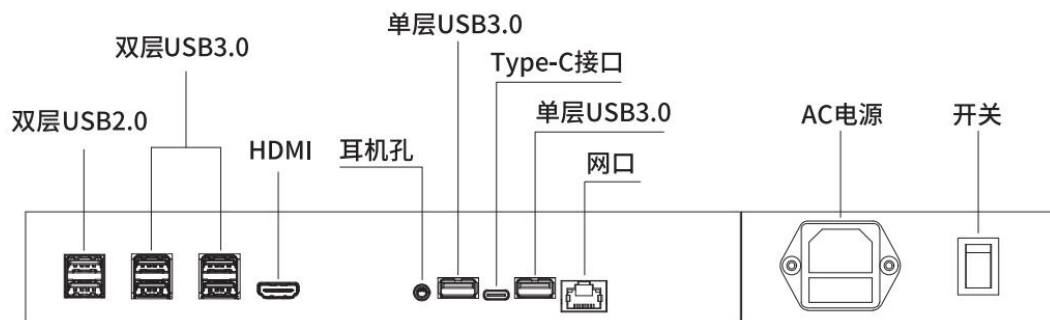 单层USB3.0
双层USB3.0
Type-C接口
双层USB2.0
单层USB3.0
AC电源
开关
HDMI
耳机孔
网口